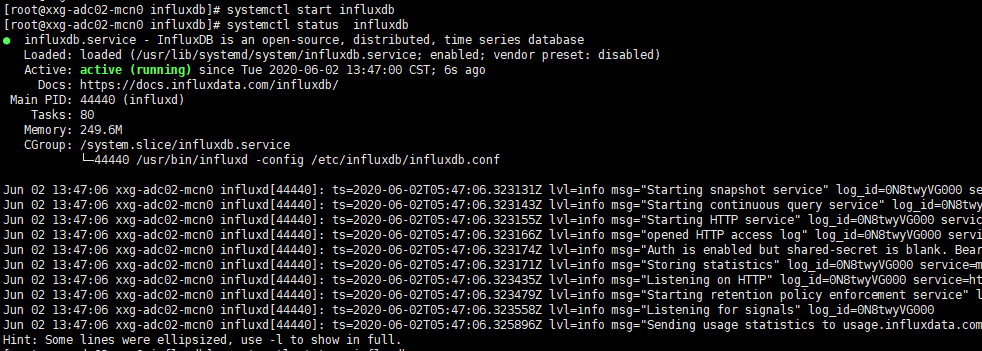 [root@xxg-adc02-mcn0 influxdb]# systemctl start influxdb
[root@xxg-adc02-mcn0 influxdb]# systemctl status  influxdb
● influxdb.service - InfluxDB is an open-source, distributed, time series database
   Loaded: loaded (/usr/lib/systemd/system/influxdb.service; enabled; vendor preset: disabled)
   Active: active (running) since Tue 2020-06-02 13:47:00 CST; 6s ago
     Docs: https://docs.influxdata.com/influxdb/
 Main PID: 44440 (influxd)
    Tasks: 80
   Memory: 249.6M
   CGroup: /system.slice/influxdb.service
           └─44440 /usr/bin/influxd -config /etc/influxdb/influxdb.conf
Jun 02 13:47:06 xxg-adc02-mcn0 influxd[44440]: ts=2020-06-02T05:47:06.323131Z lvl=info msg="Starting snapshot service" log_id=0N8twyVG000 se
Jun 02 13:47:06 xxg-adc02-mcn0 influxd[44440]: ts=2020-06-02T05:47:06.323143Z lvl=info msg="Starting continuous query service" log_id=0N8twy
Jun 02 13:47:06 xxg-adc02-mcn0 influxd[44440]: ts=2020-06-02T05:47:06.323155Z lvl=info msg="Starting HTTP service" log_id=0N8twyVG000 servic
Jun 02 13:47:06 xxg-adc02-mcn0 influxd[44440]: ts=2020-06-02T05:47:06.323166Z lvl=info msg="opened HTTP access log" log_id=0N8twyVG000 servi
Jun 02 13:47:06 xxg-adc02-mcn0 influxd[44440]: ts=2020-06-02T05:47:06.323174Z lvl=info msg="Auth is enabled but shared-secret is blank. Bear
Jun 02 13:47:06 xxg-adc02-mcn0 influxd[44440]: ts=2020-06-02T05:47:06.323171Z lvl=info msg="Storing statistics" log_id=0N8twyVG000 service=m
Jun 02 13:47:06 xxg-adc02-mcn0 influxd[44440]: ts=2020-06-02T05:47:06.323435Z lvl=info msg="Listening on HTTP" log_id=0N8twyVG000 service=ht
Jun 02 13:47:06 xxg-adc02-mcn0 influxd[44440]: ts=2020-06-02T05:47:06.323479Z lvl=info msg="Starting retention policy enforcement service" l
Jun 02 13:47:06 xxg-adc02-mcn0 influxd[44440]: ts=2020-06-02T05:47:06.323558Z lvl=info msg="Listening for signals" log_id=0N8twyVG000
Jun 02 13:47:06 xxg-adc02-mcn0 influxd[44440]: ts=2020-06-02T05:47:06.325896Z lvl=info msg="Sending usage statistics to usage.influxdata.com
Hint: Some lines were ellipsized, use -l to show in full.